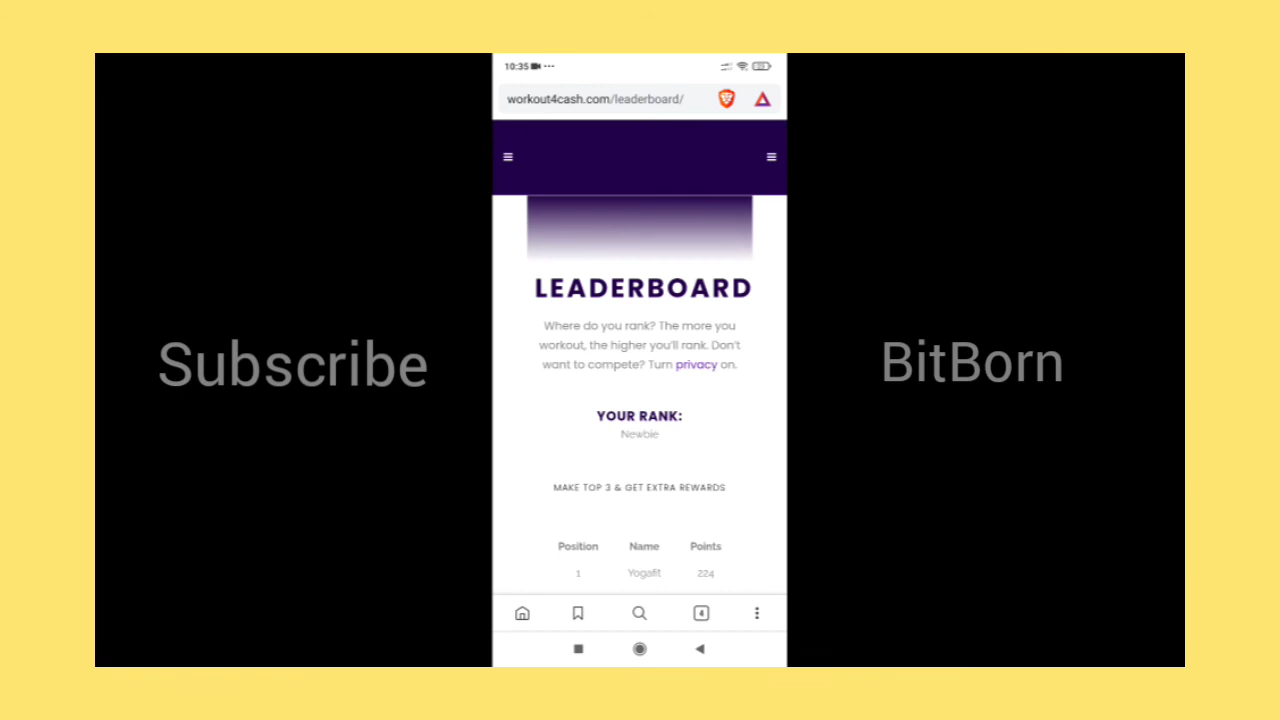 10:35
workout4cash.com/leaderboard/
LEADERBOARD
Where do you rank? The more you
workout, the higher you'll rank. Don't
want to compete? Turn privacy on.
Subscribe
BitBorn
YOUR RANK:
Newbie
MAKE TOP 3 & GET EXTRA REWARDS
Position Name Points
1 Yogafit 224
4